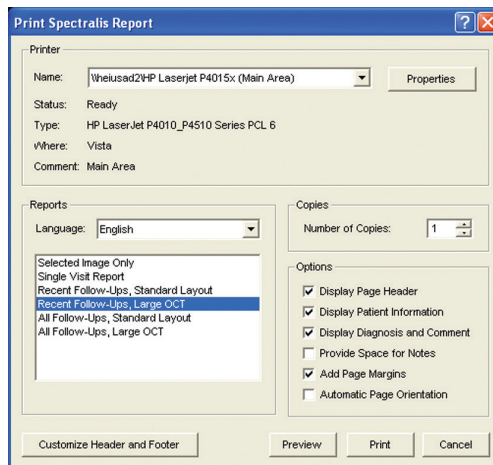 Print Spectralis Report
Printer
Name: \\heiusad2\HP Laserjet P4015x (Main Area)
Properties
Status: Ready
Type: HP LaserJet P4010_P4510 Series PCL 6
Where: Vista
Comment: Main Area
Reports
Language: English
Selected Image Only
Single Visit Report
Recent Follow-Ups, Standard Layout
Recent Follow-Ups, Large OCT
All Follow-Ups, Standard Layout
All Follow-Ups, Large OCT
Copies
Number of Copies: 1
Options
Display Page Header
Display Patient Information
Display Diagnosis and Comment
Provide Space for Notes
Add Page Margins
Automatic Page Orientation
Customize Header and Footer
Preview
Print
Cancel